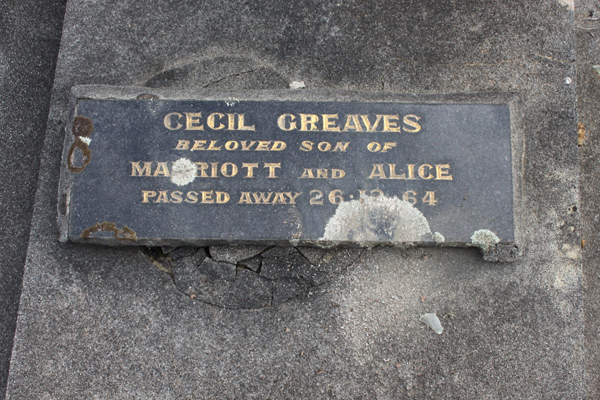 CECIL GREAVES
BELOVED SON OF
MARRIOTT AND ALICE
PASSED AWAY 26·12·64